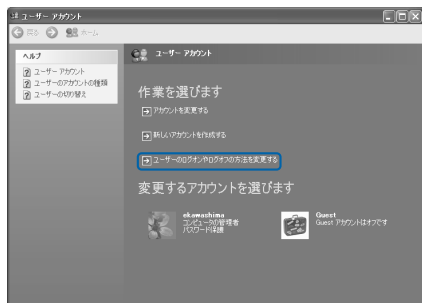 ユーザー アカウント
戻る
ホーム
ヘルプ
ユーザー アカウント
ユーザーのアカウントの種類
ユーザーの切り替え
ユーザー アカウント
作業を選びます
アカウントを変更する
新しいアカウントを作成する
ユーザーのログオンやログオフの方法を変更する
変更するアカウントを選びます
ekawashima
コンピュータの管理者
パスワード保護
Guest
Guest アカウントはオフです